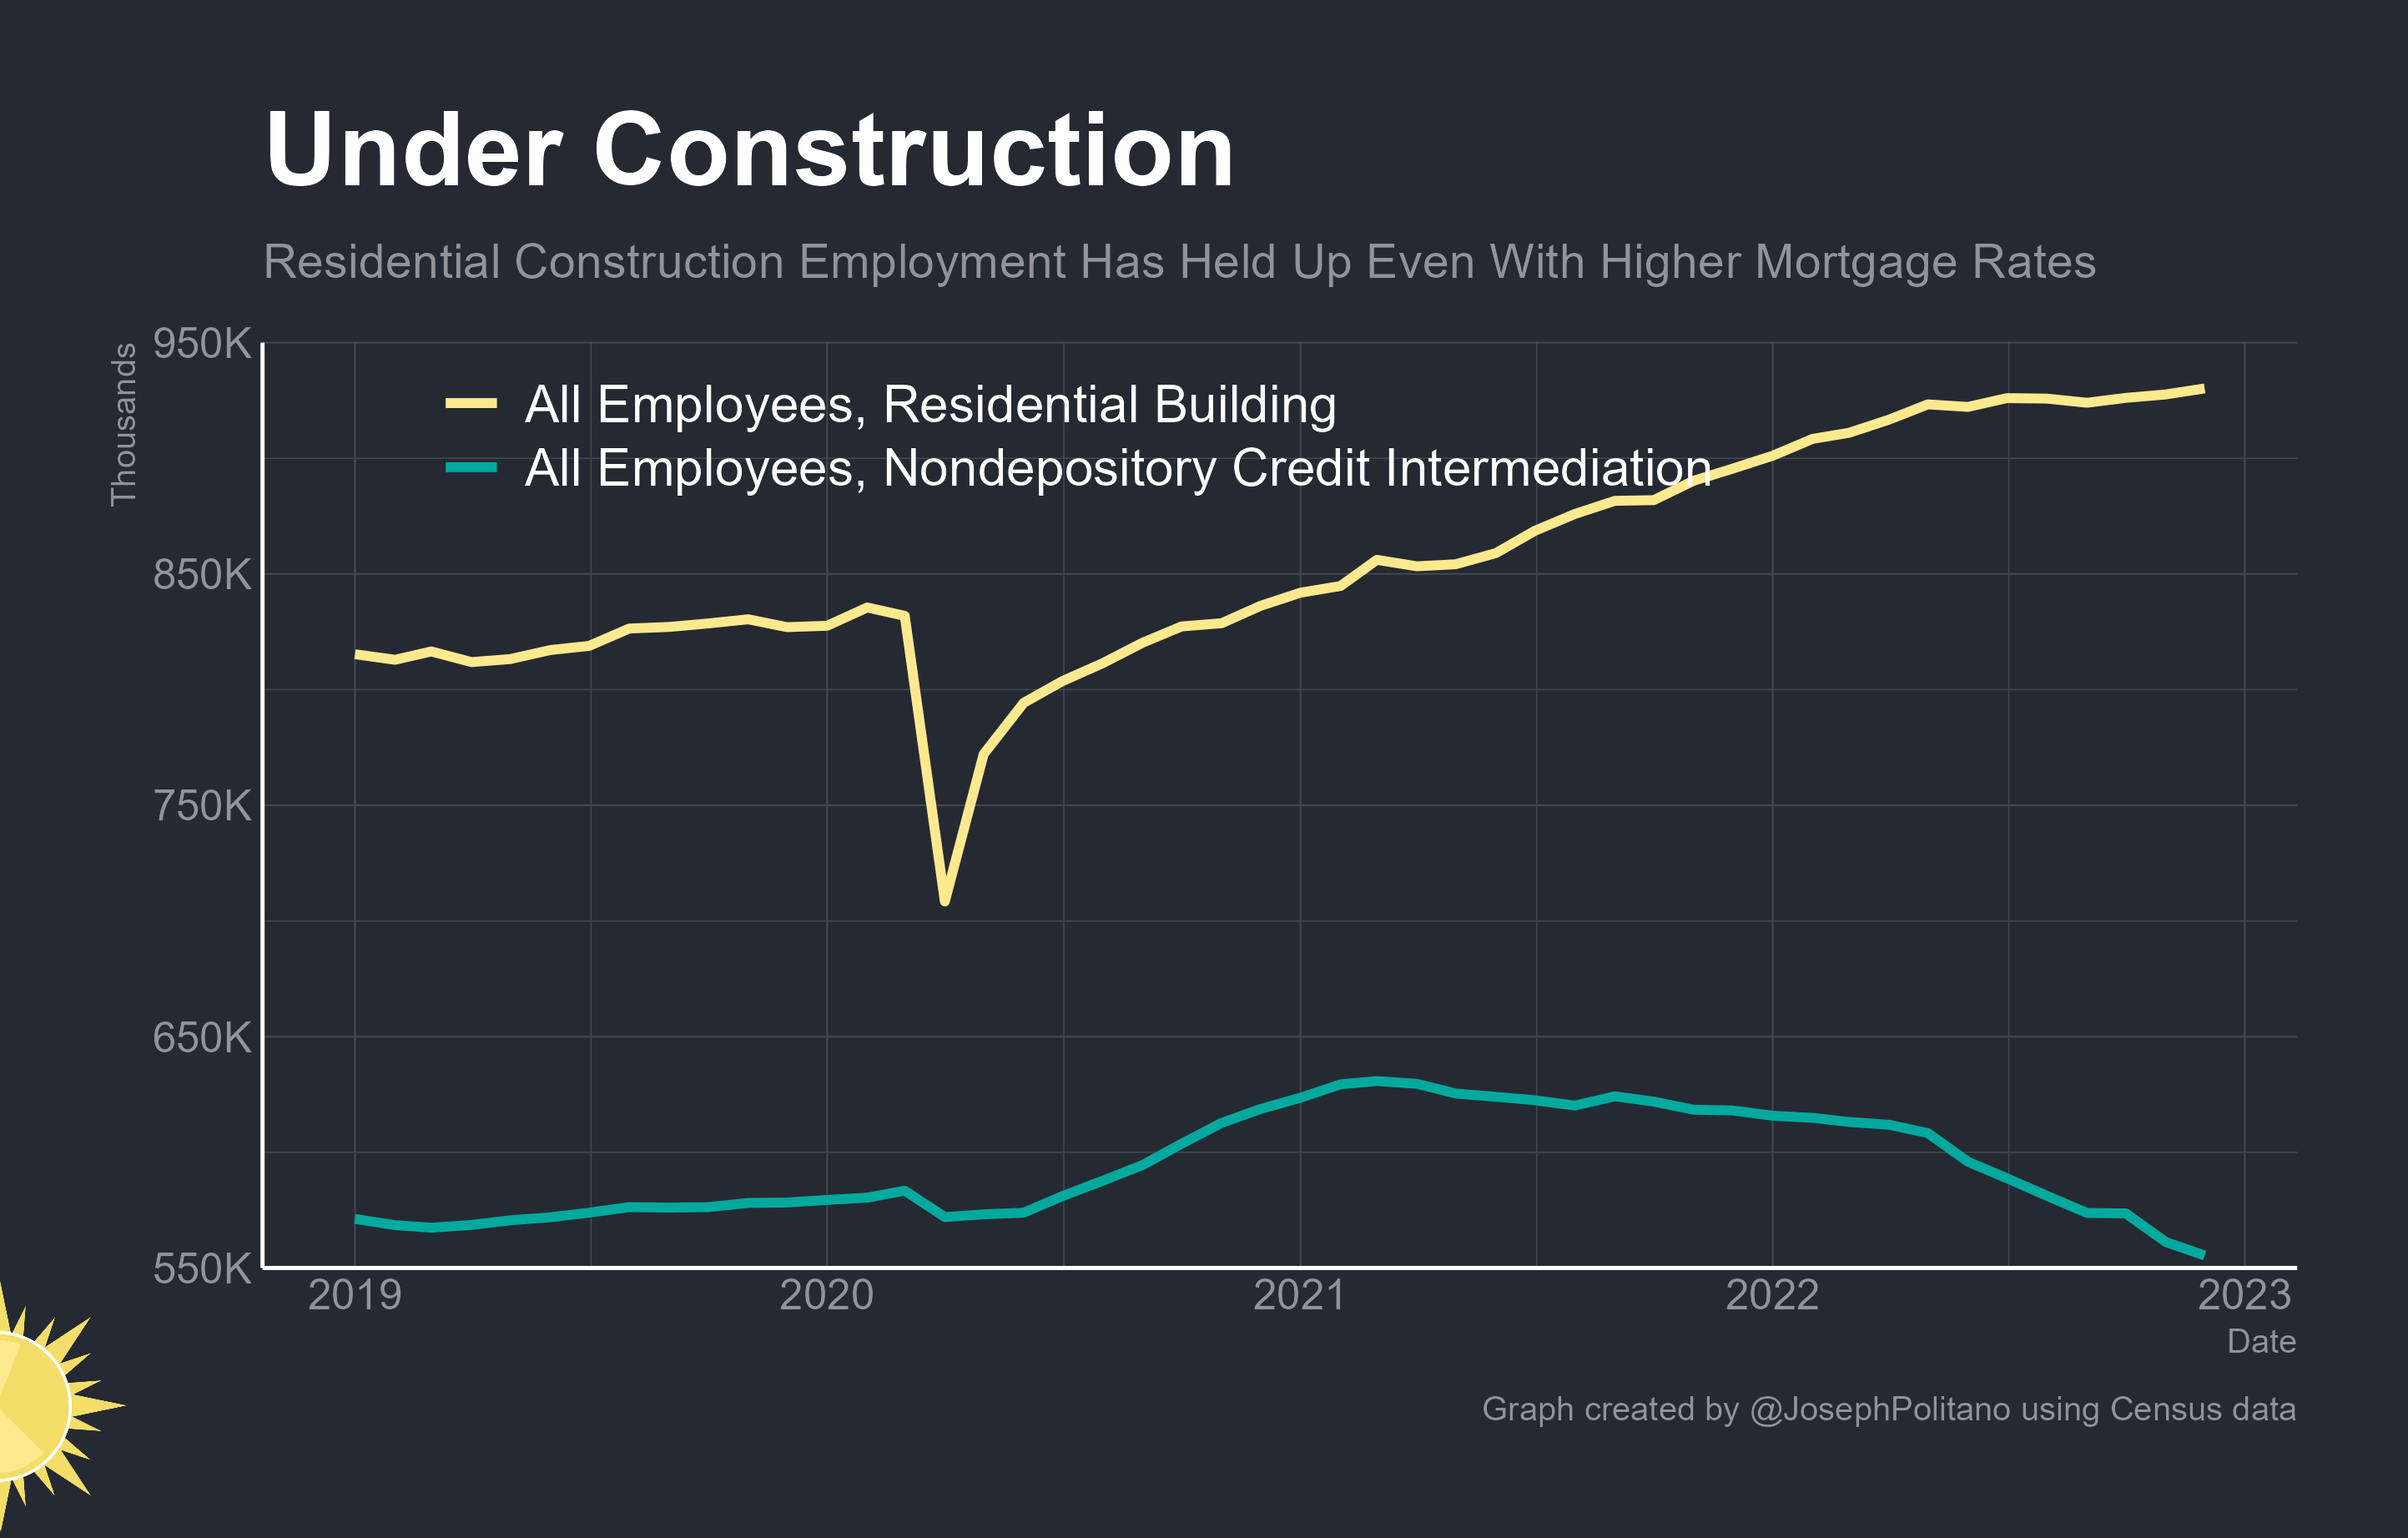 Under Construction
Residential Construction Employment Has Held Up Even With Higher Mortgage Rates
Thousands
950K
850K
750K
650K
550K
All Employees, Residential Building
All Employees, Nondepository Credit Intermediation
2019 2020 2021 2022 2023
Date
Graph created by @JosephPolitano using Census data